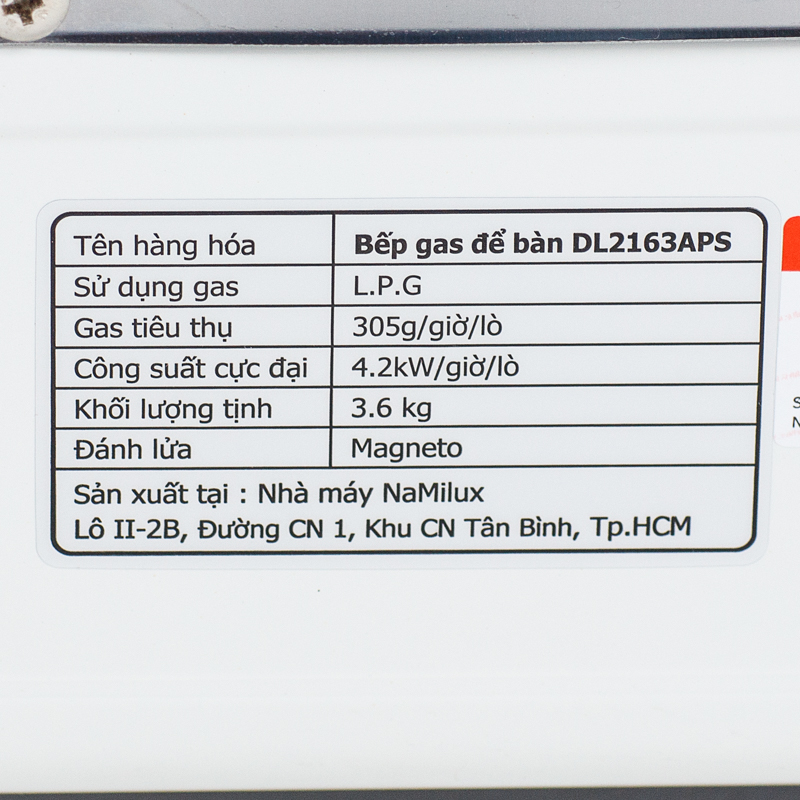 Tên hàng hóa Bếp gas để bàn DL2163APS
Sử dụng gas L.P.G
Gas tiêu thụ 305g/giờ/lò
Công suất cực đại 4.2kW/giờ/lò
Khối lượng tịnh 3.6 kg
Đánh lửa Magneto
Sản xuất tại : Nhà máy NaMilux
Lô II-2B, Đường CN 1, Khu CN Tân Bình, Tp.HCM